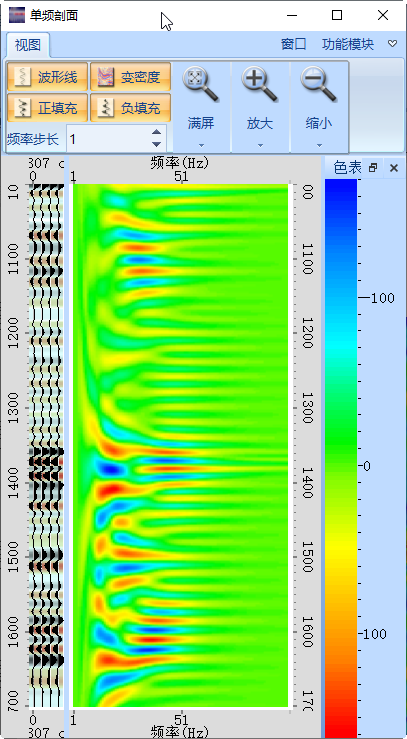 单频剖面
视图
窗口 功能模块
波形线 变密度
正填充 负填充
频率步长 1
满屏 放大 缩小
307 频率(Hz) 色表
0 1 51
10 00
1100 1100
1200 1200
1300 1300
1400 1400
1500 1500
1600 1600
700
100
0
100
0 1 51
307 频率(Hz)